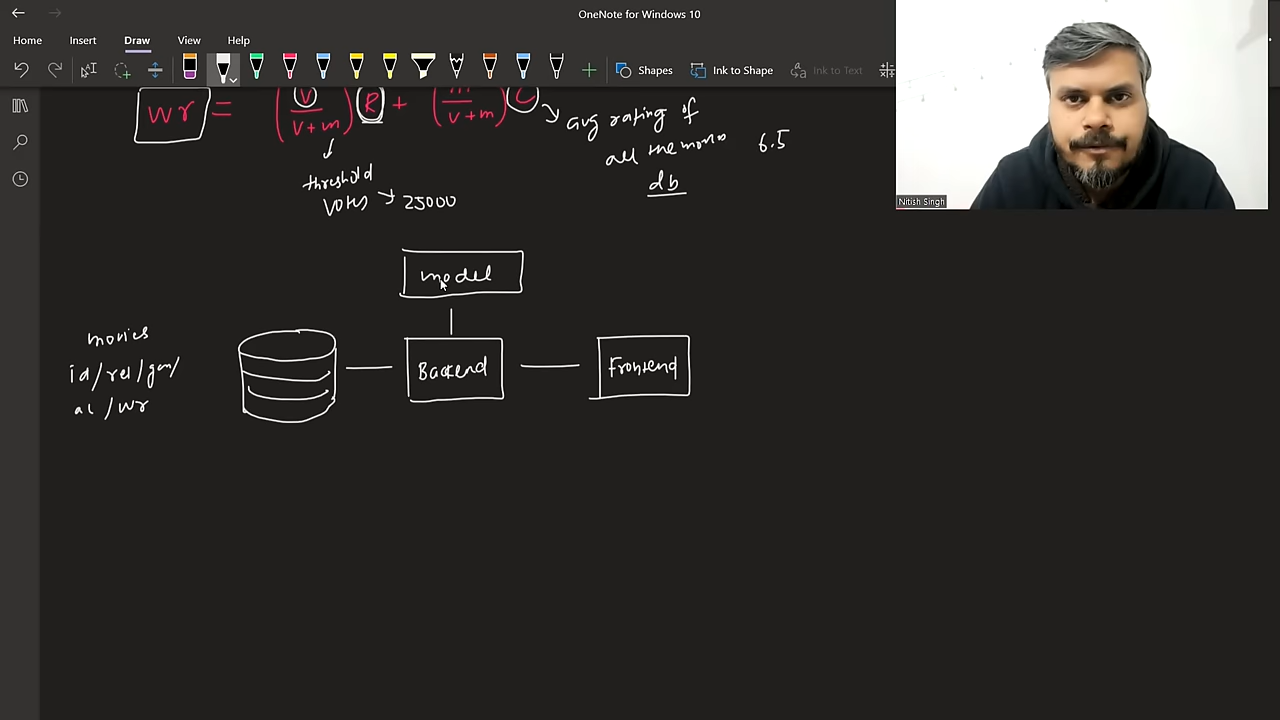 OneNote for Windows 10
Home Insert Draw View Help
Shapes Ink to Shape Ink to Text
wr = (v/v+m) R + (m/v+m) C
avg rating of
all the movies 6.5
db
threshold
votes → 25000
Nitish Singh
model
movies
id/rel/gen/
ac/wr
Backend
Frontend